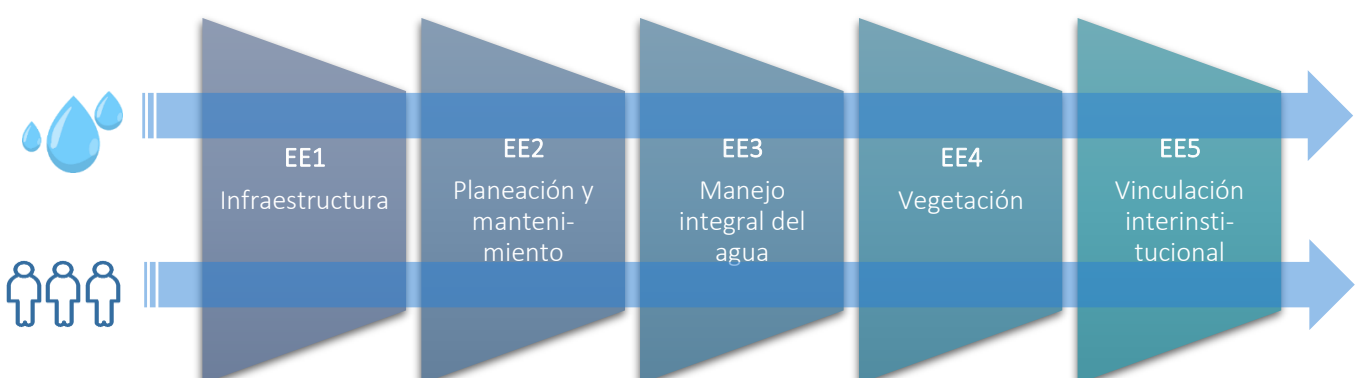 EE1
Infraestructura
EE2
Planeación y
manteni-
miento
EE3
Manejo
integral del
agua
EE4
Vegetación
EE5
Vinculación
interinsti-
tucional